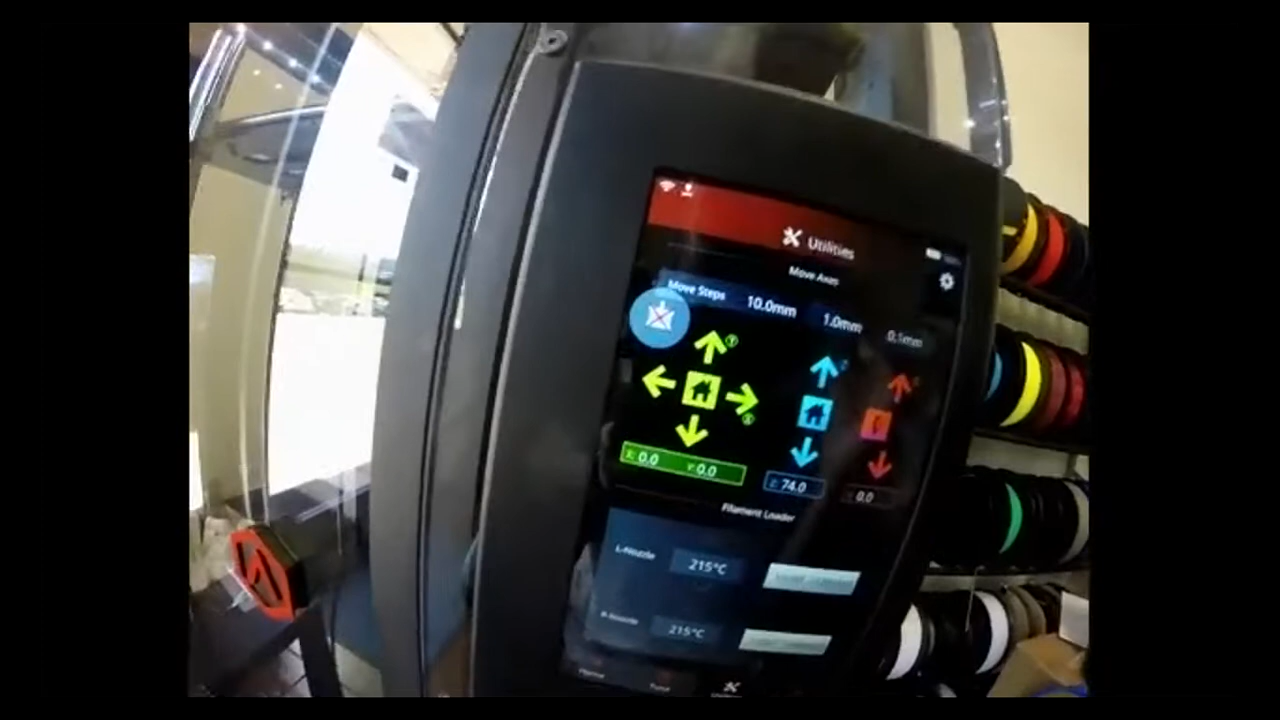 Utilities
Move Axes
Move Steps 10.0mm 1.0mm 0.1mm
X: 0.0 Y: 0.0 Z: 74.0 0.0
Filament Loader
L-Nozzle 215°C
R-Nozzle 215°C
Home